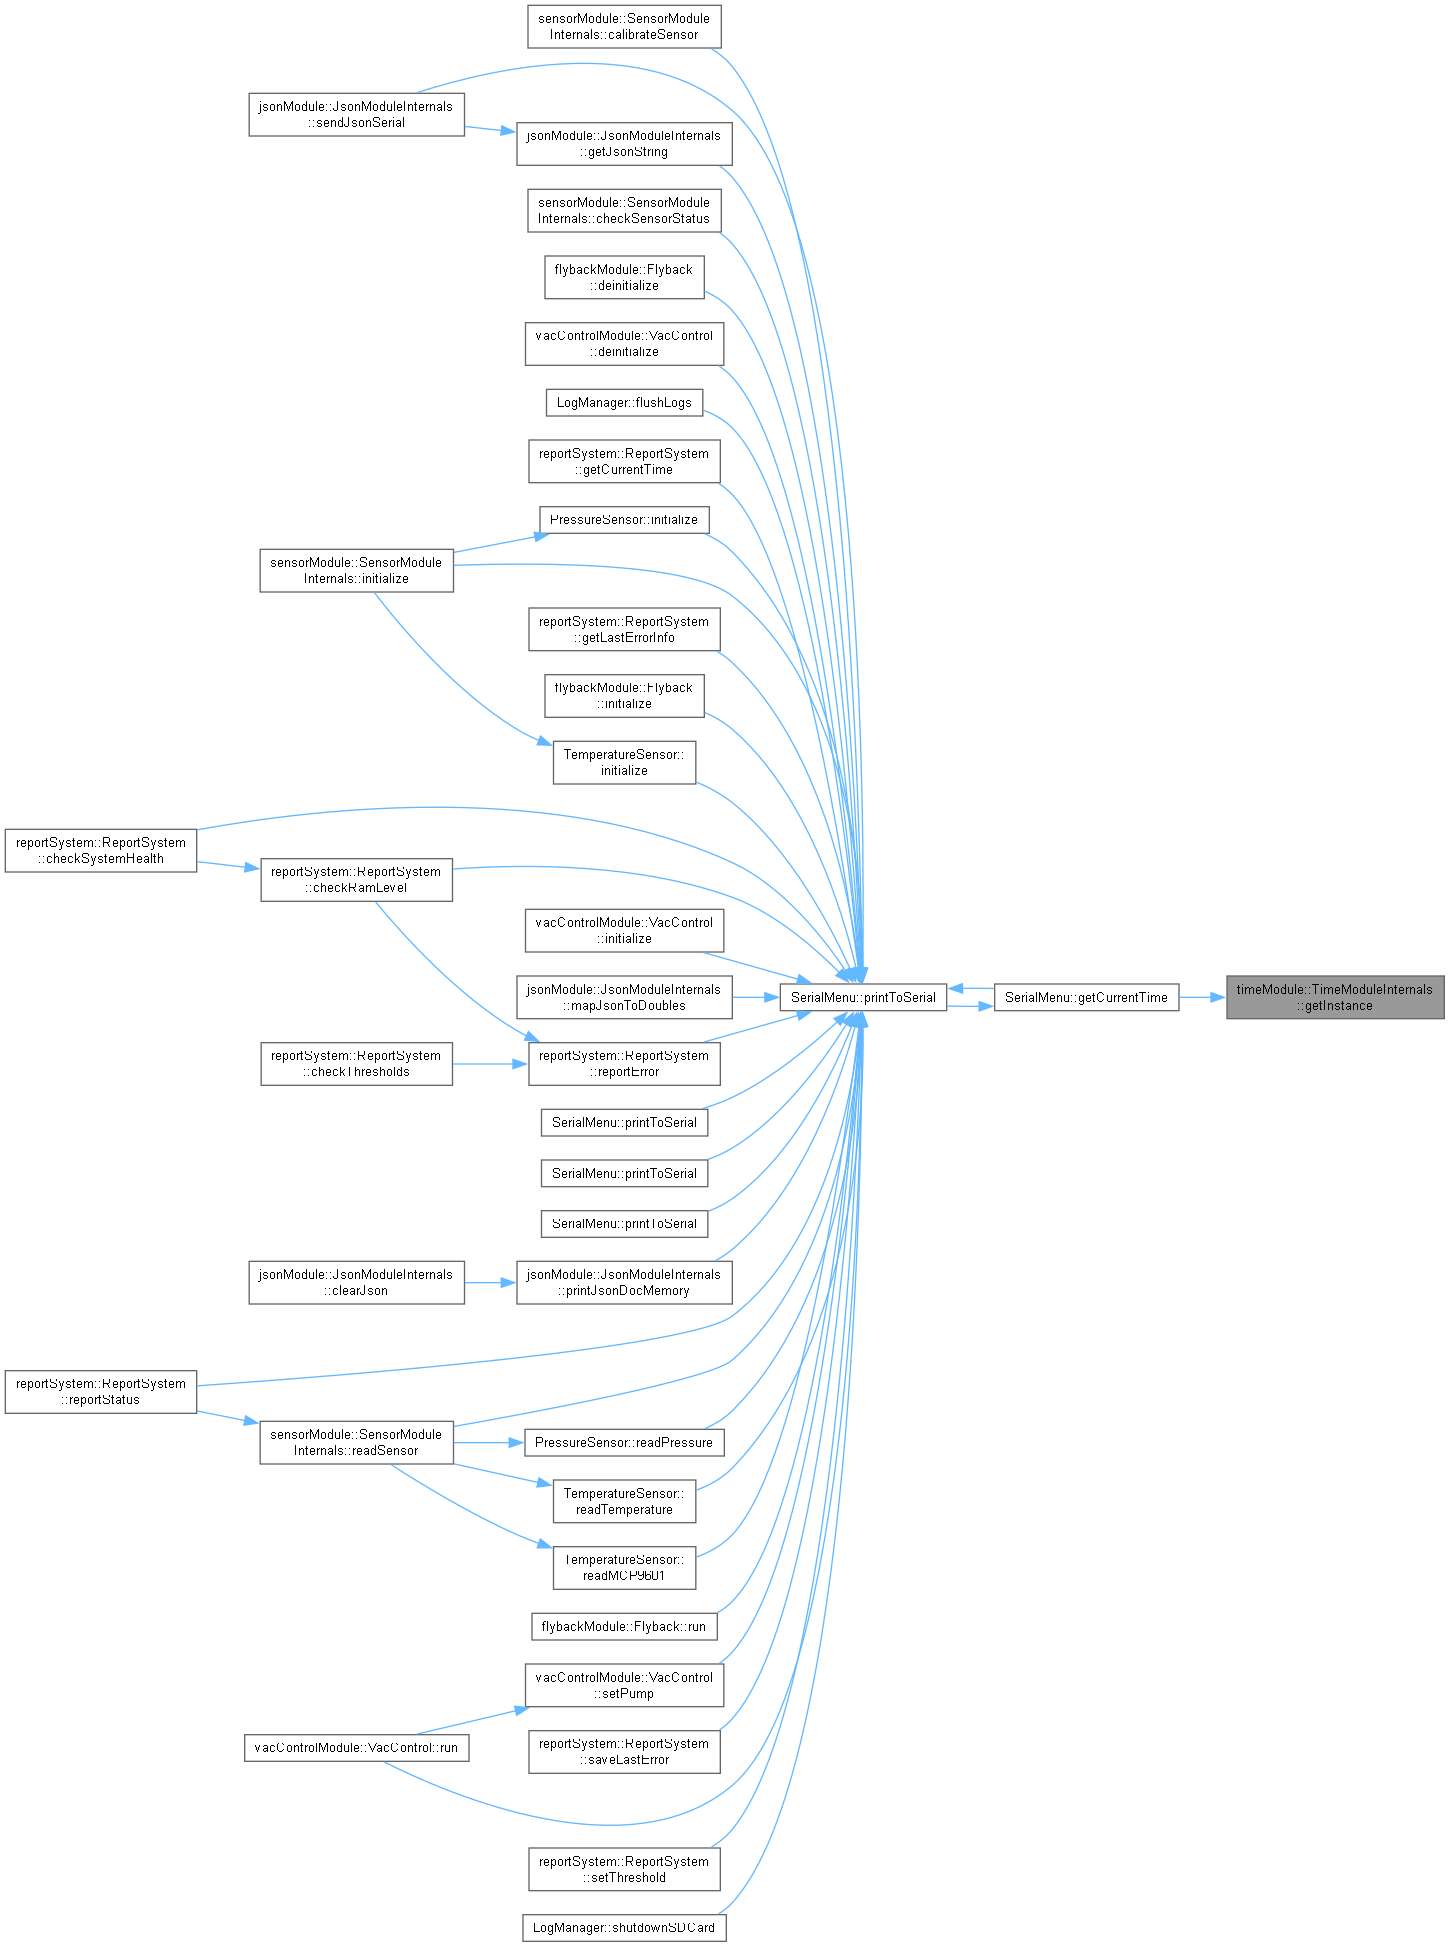 sensorModule::SensorModule
Internals::calibrateSensor
jsonModule::JsonModuleInternals
::sendJsonSerial
jsonModule::JsonModuleInternals
::getJsonString
sensorModule::SensorModule
Internals::checkSensorStatus
flybackModule::Flyback
::deinitialize
vacControlModule::VacControl
::deinitialize
LogManager::flushLogs
reportSystem::ReportSystem
::getCurrentTime
PressureSensor::initialize
sensorModule::SensorModule
Internals::initialize
reportSystem::ReportSystem
::getLastErrorInfo
flybackModule::Flyback
::initialize
TemperatureSensor::
initialize
reportSystem::ReportSystem
::checkSystemHealth
reportSystem::ReportSystem
::checkRamLevel
vacControlModule::VacControl
::initialize
jsonModule::JsonModuleInternals
::mapJsonToDoubles
SerialMenu::printToSerial
SerialMenu::getCurrentTime
timeModule::TimeModuleInternals
::getInstance
reportSystem::ReportSystem
::checkThresholds
reportSystem::ReportSystem
::reportError
SerialMenu::printToSerial
SerialMenu::printToSerial
SerialMenu::printToSerial
jsonModule::JsonModuleInternals
::clearJson
jsonModule::JsonModuleInternals
::printJsonDocMemory
reportSystem::ReportSystem
::reportStatus
sensorModule::SensorModule
Internals::readSensor
PressureSensor::readPressure
TemperatureSensor::
readTemperature
TemperatureSensor::
readMCP9601
flybackModule::Flyback::run
vacControlModule::VacControl
::setPump
vacControlModule::VacControl::run
reportSystem::ReportSystem
::saveLastError
reportSystem::ReportSystem
::setThreshold
LogManager::shutdownSDCard